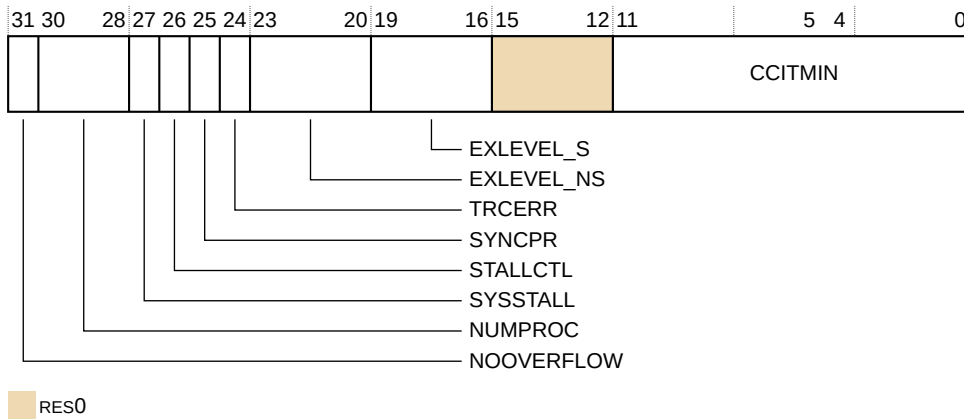 31 30 28 27 26 25 24 23 20 19 16 15 12 11 5 4 0
CCITMIN
EXLEVEL_S
EXLEVEL_NS
TRCERR
SYNCPR
STALLCTL
SYSSTALL
NUMPROC
NOOVERFLOW
RES0